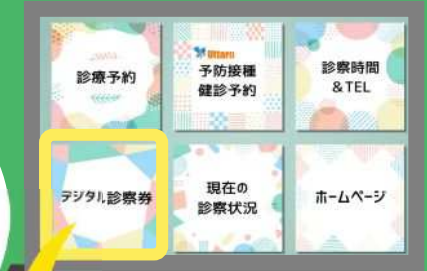 診療予約
Uttaro
予防接種
健診予約
診察時間
&TEL
デジタル診察券
現在の
診察状況
ホームページ